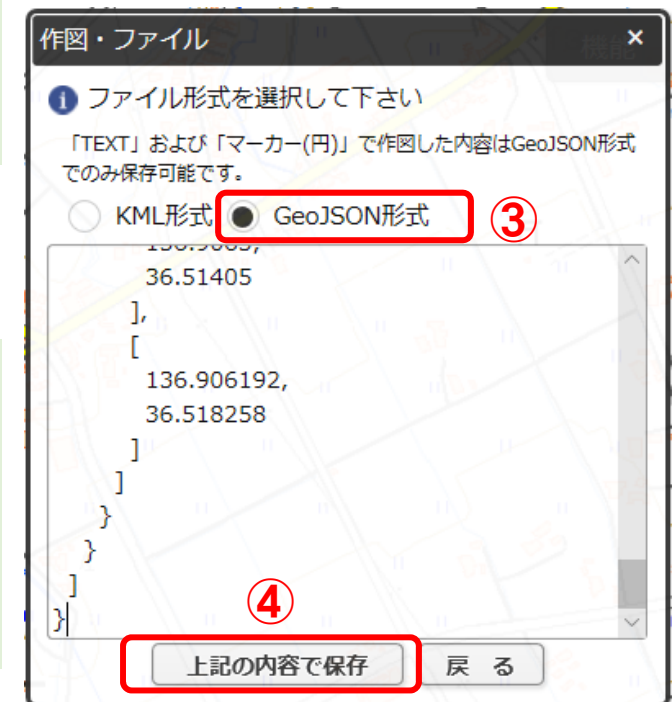 作図・ファイル
×
ファイル形式を選択して下さい
「TEXT」および「マーカー(円)」で作図した内容はGeoJSON形式
でのみ保存可能です。
KML形式 GeoJSON形式 ③
36.51405
],
[
136.906192,
36.518258
]
]
}
}
]
}
④
上記の内容で保存 戻 る